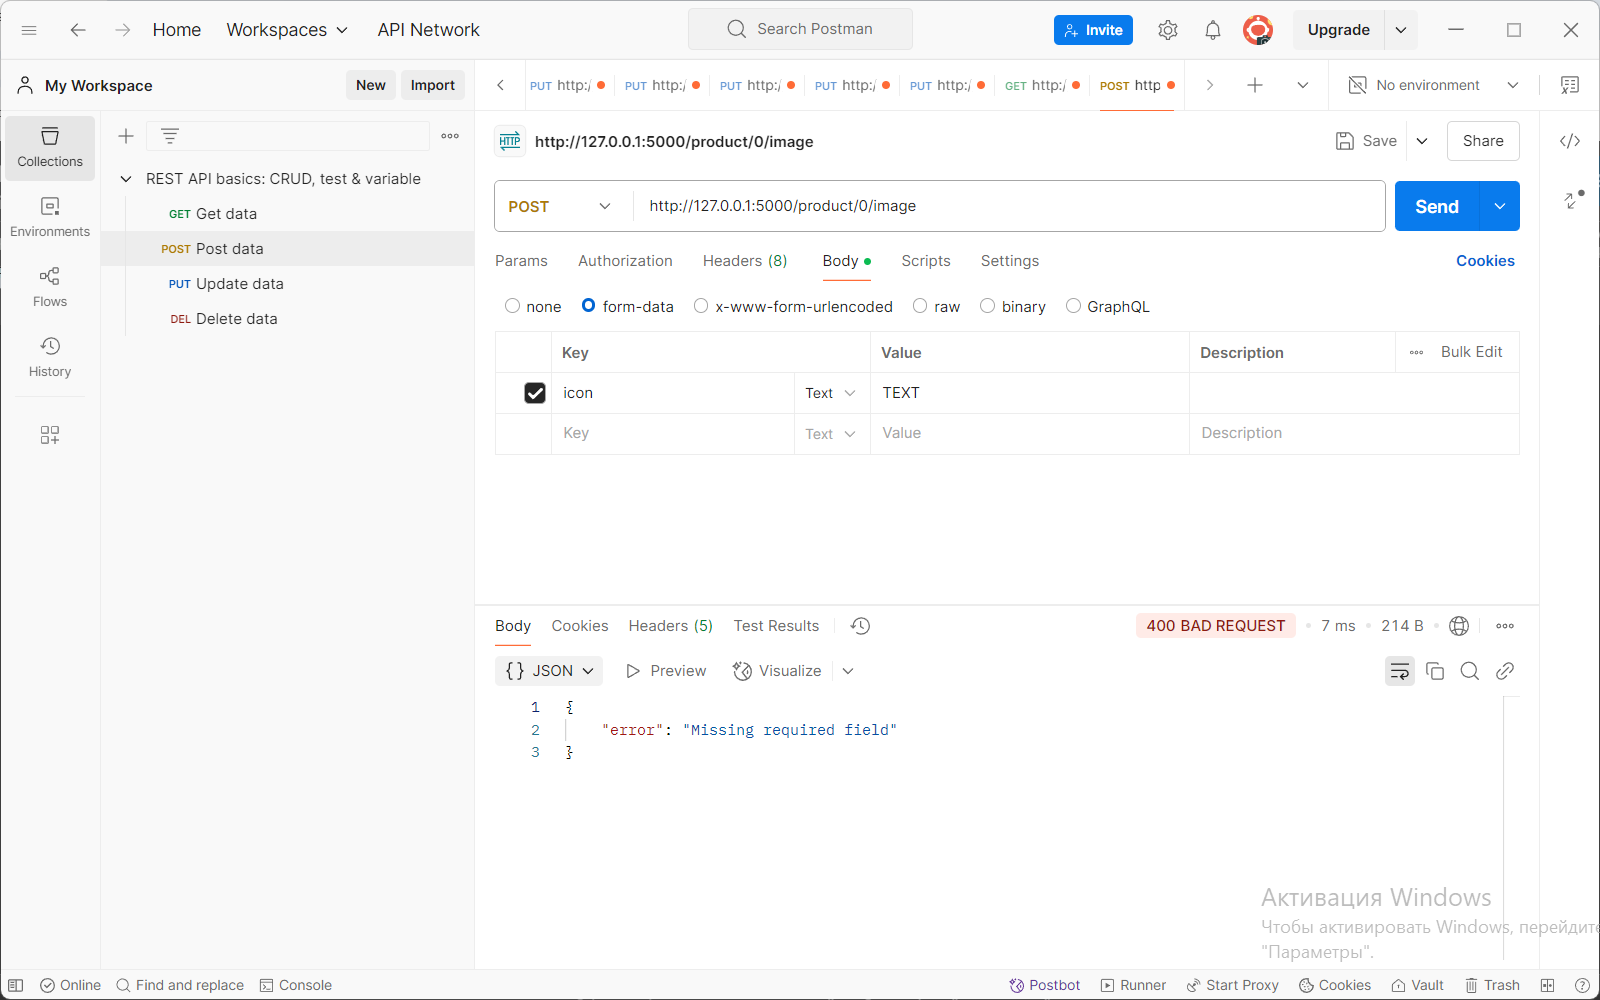 Home Workspaces API Network Search Postman Invite Upgrade
My Workspace New Import PUT http:/ PUT http:/ PUT http:/ PUT http:/ PUT http:/ GET http:/ POST http No environment
Collections
Environments
Flows
History
REST API basics: CRUD, test & variable
GET Get data
POST Post data
PUT Update data
DEL Delete data
HTTP http://127.0.0.1:5000/product/0/image Save Share
POST http://127.0.0.1:5000/product/0/image Send
Params Authorization Headers (8) Body Scripts Settings Cookies
none form-data x-www-form-urlencoded raw binary GraphQL
Key Value Description Bulk Edit
icon Text TEXT
Key Text Value Description
Body Cookies Headers (5) Test Results 400 BAD REQUEST 7 ms 214 B
{} JSON Preview Visualize
1 {
2 "error": "Missing required field"
3 }
Активация Windows
Чтобы активировать Windows, перейдите
"Параметры".
Online Find and replace Console Postbot Runner Start Proxy Cookies Vault Trash